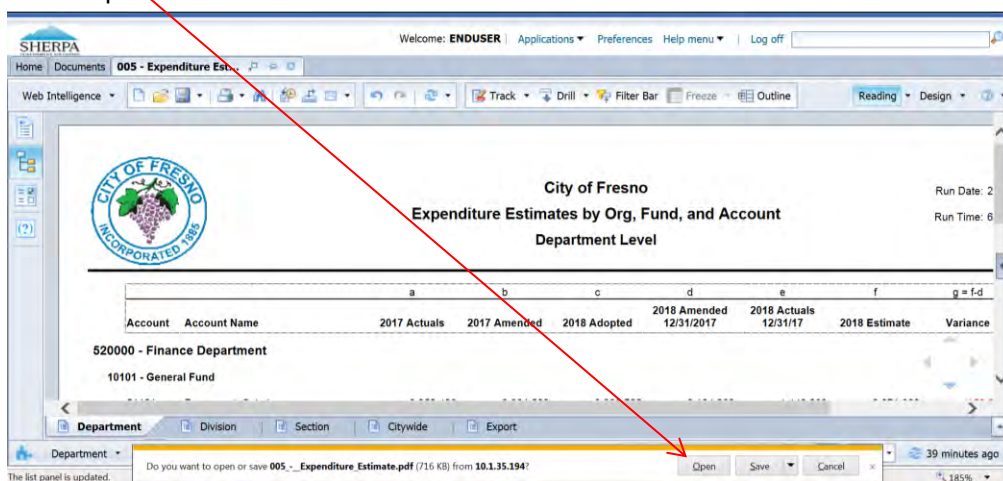 SHERPA
Welcome: ENDUSER | Applications Preferences Help menu | Log off
Home Documents 005 - Expenditure Est...
Web Intelligence Track Drill Filter Bar Freeze Outline Reading Design
CITY OF FRESNO
INCORPORATED 1885
City of Fresno
Run Date: 2
Expenditure Estimates by Org, Fund, and Account
Run Time: 6
Department Level
a b c d e f g = f-d
Account Account Name 2017 Actuals 2017 Amended 2018 Adopted 2018 Amended 12/31/2017 2018 Actuals 12/31/17 2018 Estimate Variance
520000 - Finance Department
10101 - General Fund
Department Division Section Citywide Export
Department 39 minutes ago
Do you want to open or save 005_-_Expenditure_Estimate.pdf (716 KB) from 10.1.35.194? Open Save Cancel x
The list panel is updated. 185%